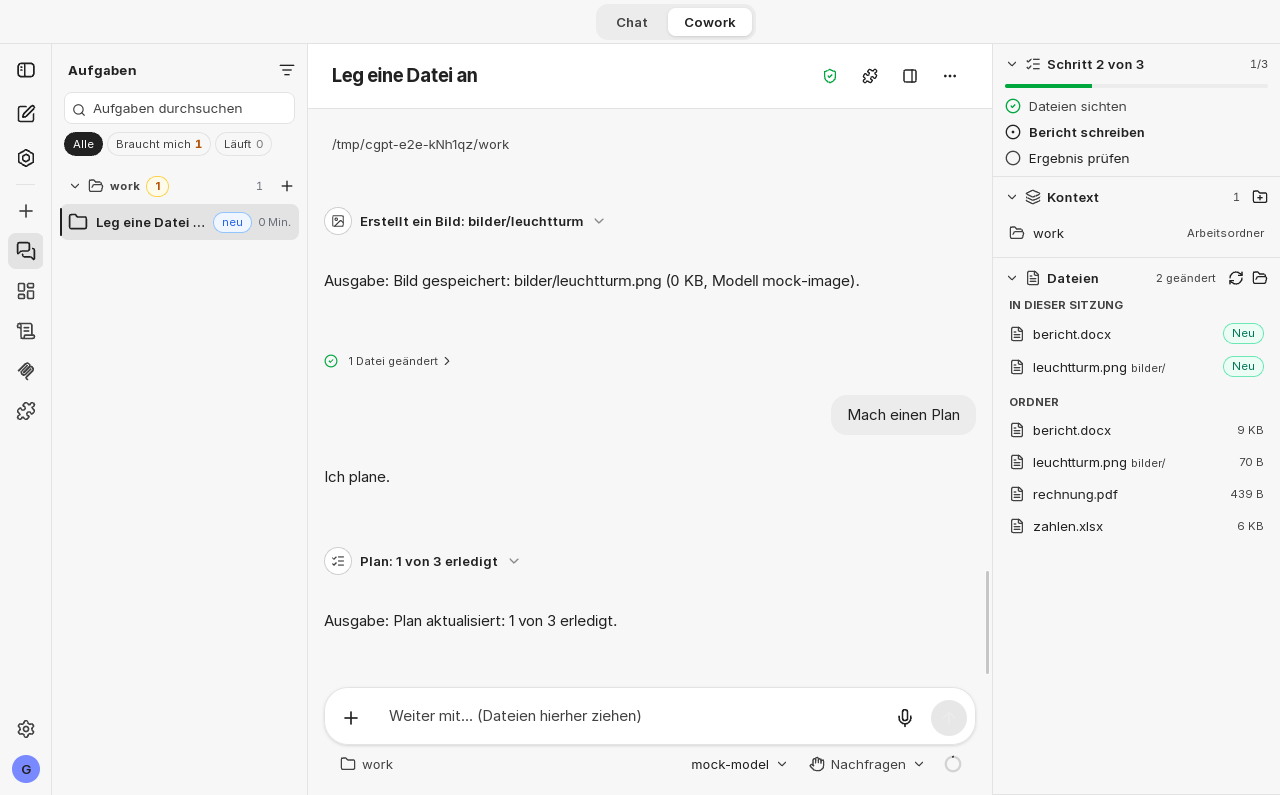 Chat
Cowork
Aufgaben
Aufgaben durchsuchen
Alle
Braucht mich 1
Läuft 0
work 1 1
Leg eine Datei ... neu 0 Min.
G
Leg eine Datei an
/tmp/cgpt-e2e-kNh1qz/work
Erstellt ein Bild: bilder/leuchtturm
Ausgabe: Bild gespeichert: bilder/leuchtturm.png (0 KB, Modell mock-image).
1 Datei geändert
Mach einen Plan
Ich plane.
Plan: 1 von 3 erledigt
Ausgabe: Plan aktualisiert: 1 von 3 erledigt.
Weiter mit... (Dateien hierher ziehen)
work
mock-model
Nachfragen
Schritt 2 von 3 1/3
Dateien sichten
Bericht schreiben
Ergebnis prüfen
Kontext 1
work Arbeitsordner
Dateien 2 geändert
IN DIESER SITZUNG
bericht.docx Neu
leuchtturm.png bilder/ Neu
ORDNER
bericht.docx 9 KB
leuchtturm.png bilder/ 70 B
rechnung.pdf 439 B
zahlen.xlsx 6 KB